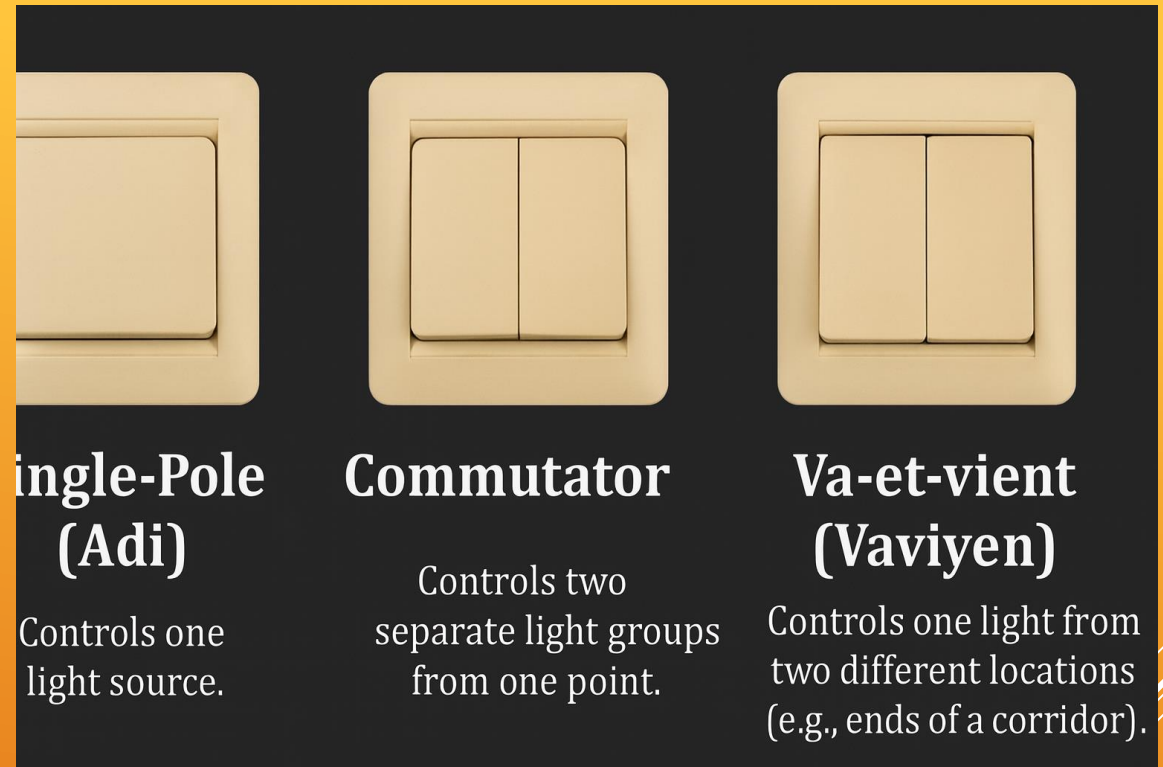 ingle-Pole
(Adi)
Controls one
light source.
Commutator
Controls two
separate light groups
from one point.
Va-et-vient
(Vaviyen)
Controls one light from
two different locations
(e.g., ends of a corridor).